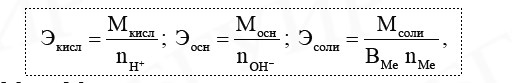 Э_кисл = М_кисл / n_H⁺ ; Э_осн = М_осн / n_OH⁻ ; Э_соли = М_соли / В_Me n_Me ,